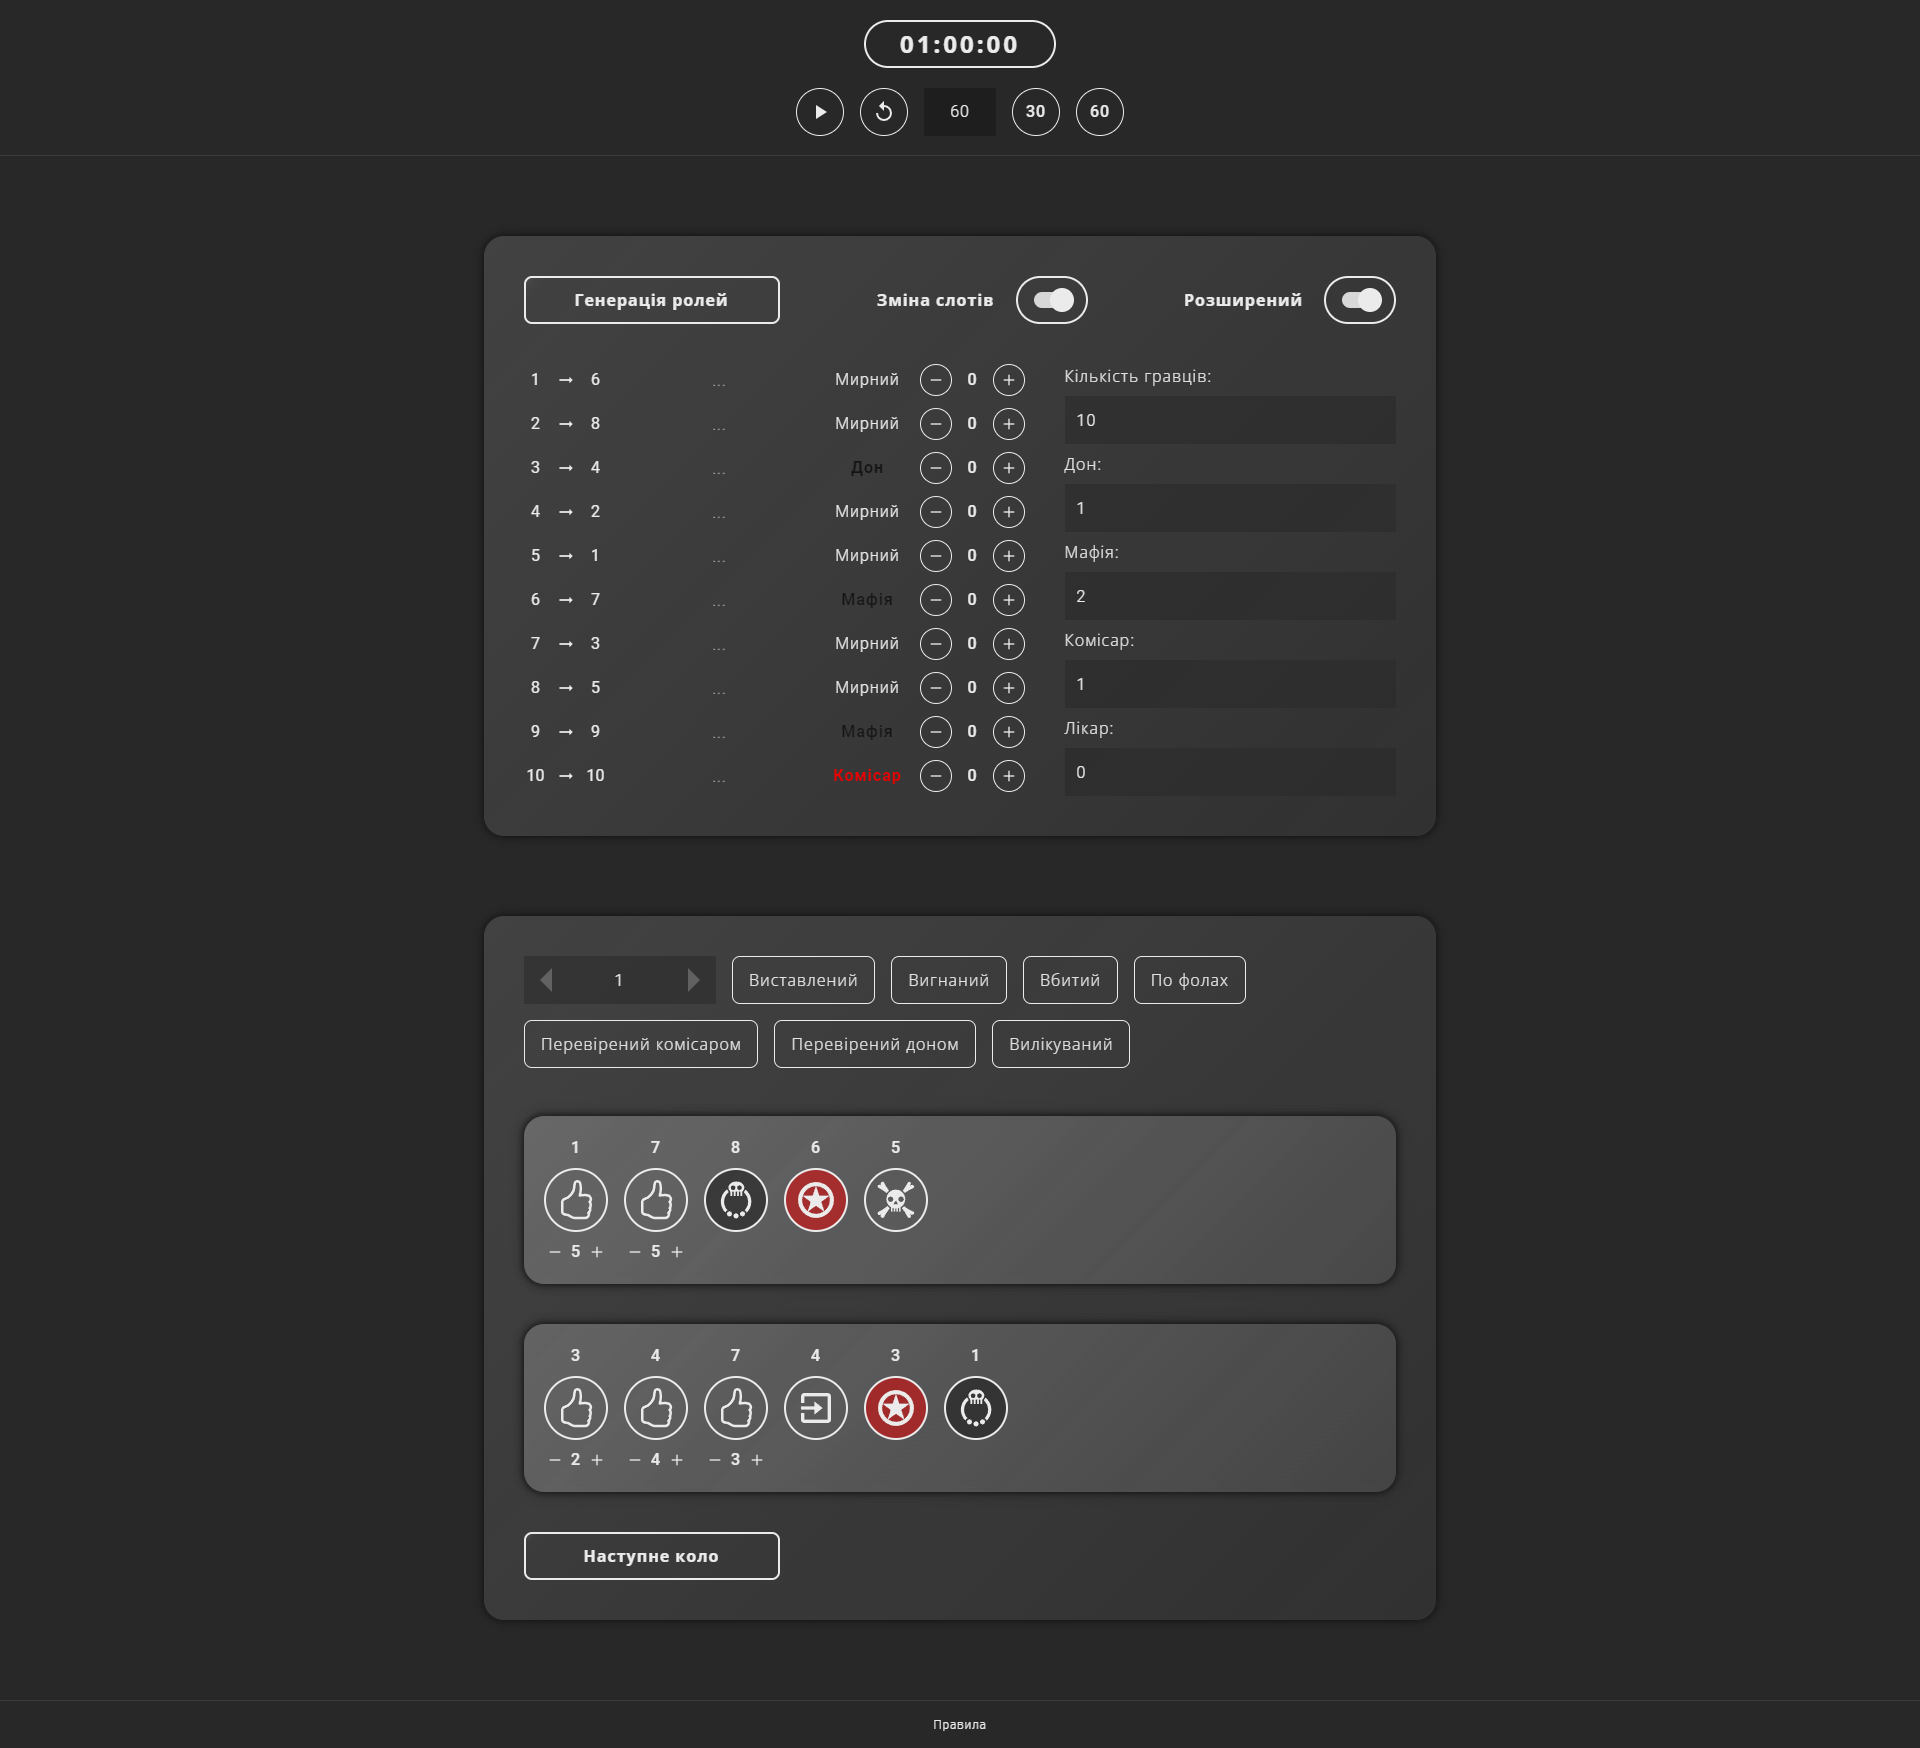 01:00:00
60 30 60
Генерація ролей Зміна слотів Розширений
1 → 6 ... Мирний − 0 +
2 → 8 ... Мирний − 0 +
3 → 4 ... Дон − 0 +
4 → 2 ... Мирний − 0 +
5 → 1 ... Мирний − 0 +
6 → 7 ... Мафія − 0 +
7 → 3 ... Мирний − 0 +
8 → 5 ... Мирний − 0 +
9 → 9 ... Мафія − 0 +
10 → 10 ... Комісар − 0 +
Кількість гравців:
10
Дон:
1
Мафія:
2
Комісар:
1
Лікар:
0
1 Виставлений Вигнаний Вбитий По фолах
Перевірений комісаром Перевірений доном Вилікуваний
1 7 8 6 5
− 5 + − 5 +
3 4 7 4 3 1
− 2 + − 4 + − 3 +
Наступне коло
Правила